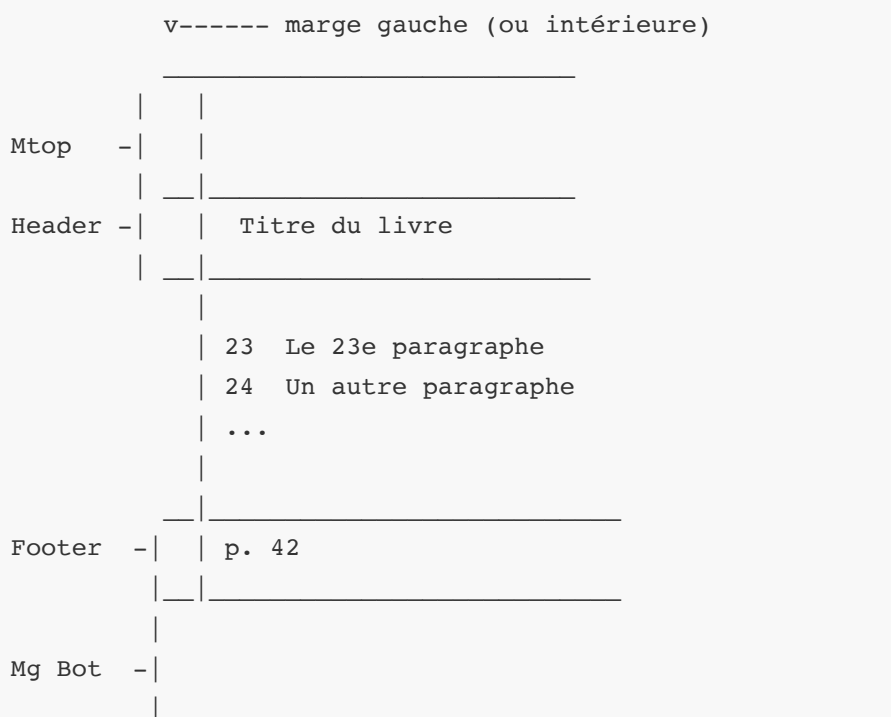 v------ marge gauche (ou intérieure)
Mtop -| |
Header -| | Titre du livre
| 23 Le 23e paragraphe
| 24 Un autre paragraphe
| ...
Footer -| | p. 42
Mg Bot -|